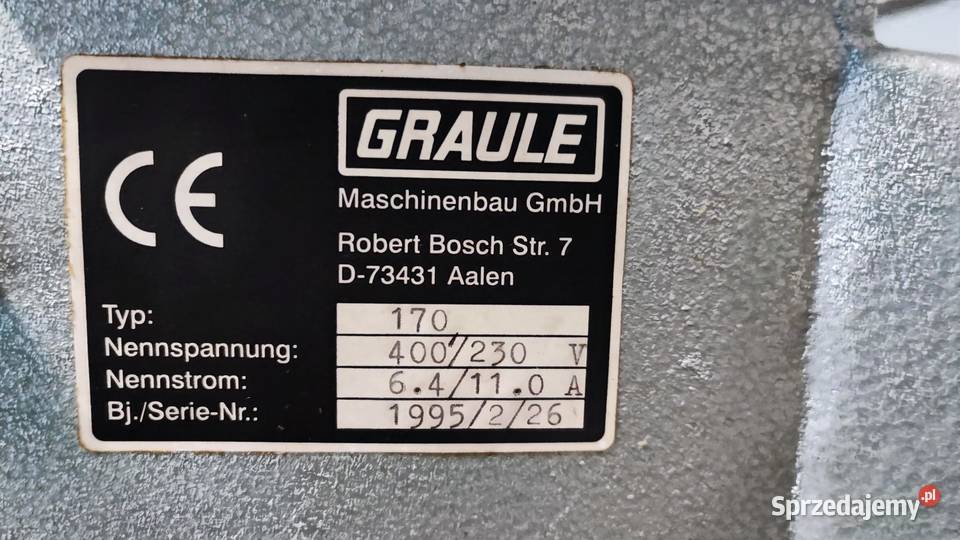 CE
GRAULE
Maschinenbau GmbH
Robert Bosch Str. 7
D-73431 Aalen
Typ: 170
Nennspannung: 400/230 V
Nennstrom: 6.4/11.0 A
Bj./Serie-Nr.: 1995/2/26
Sprzedajemy.pl